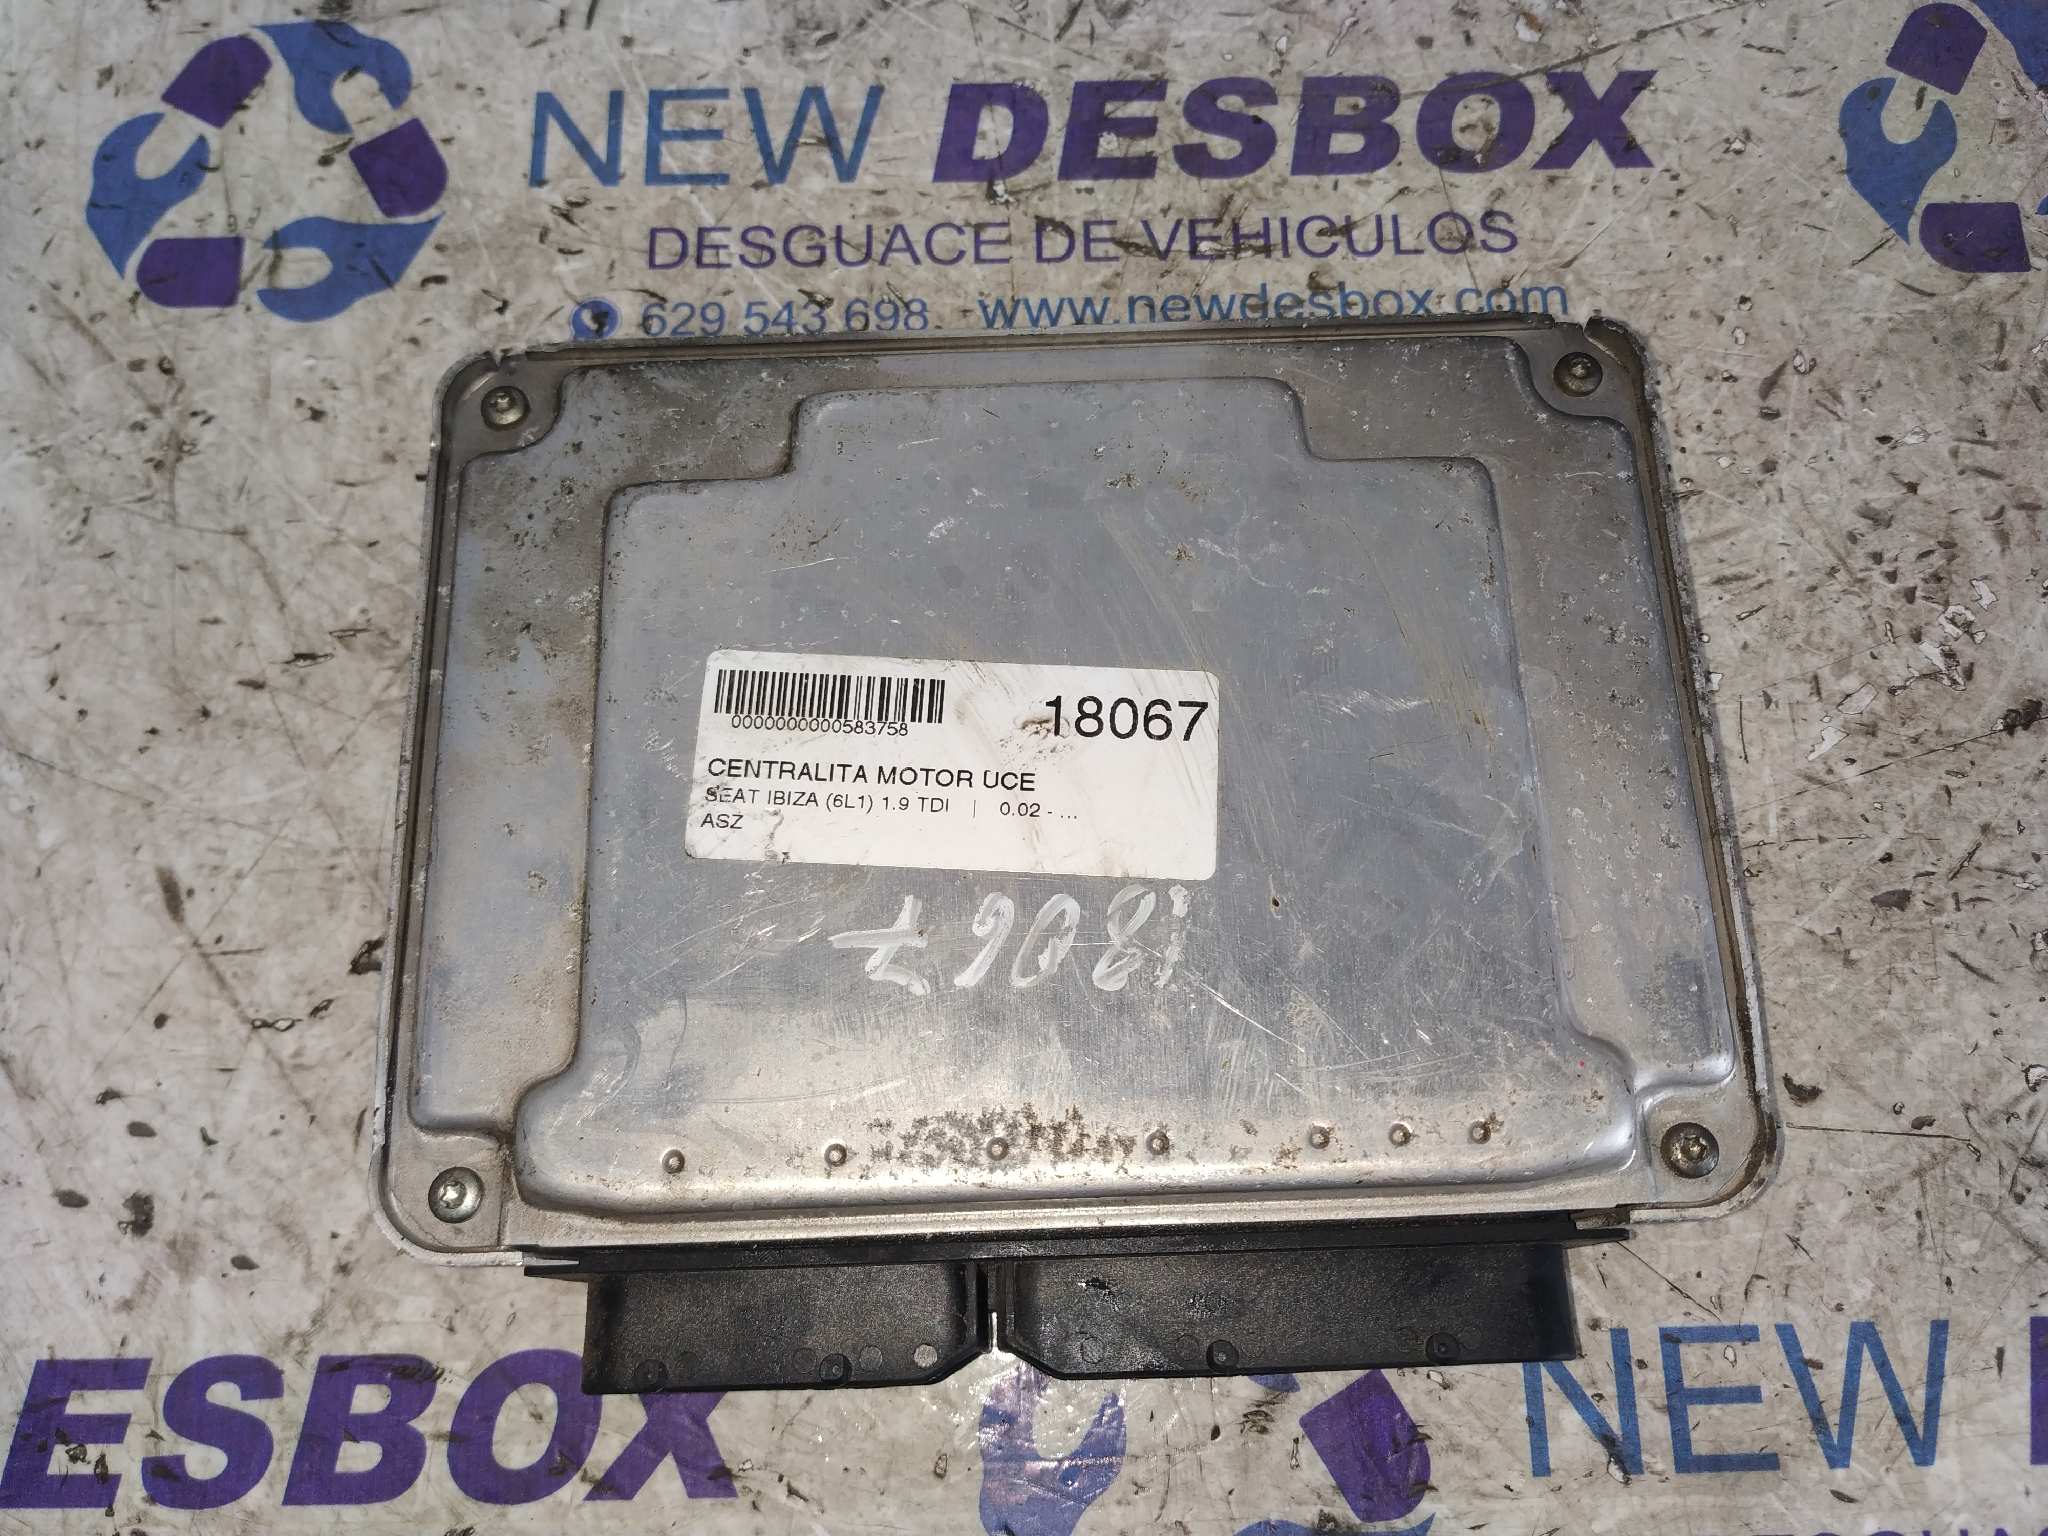 NEW DESBOX
DESGUACE DE VEHICULOS
629 543 698 www.newdesbox.com
0000000000583758
18067
CENTRALITA MOTOR UCE
SEAT IBIZA (6L1) 1.9 TDI | 0.02 - ...
ASZ
18067
ESBOX
NEW